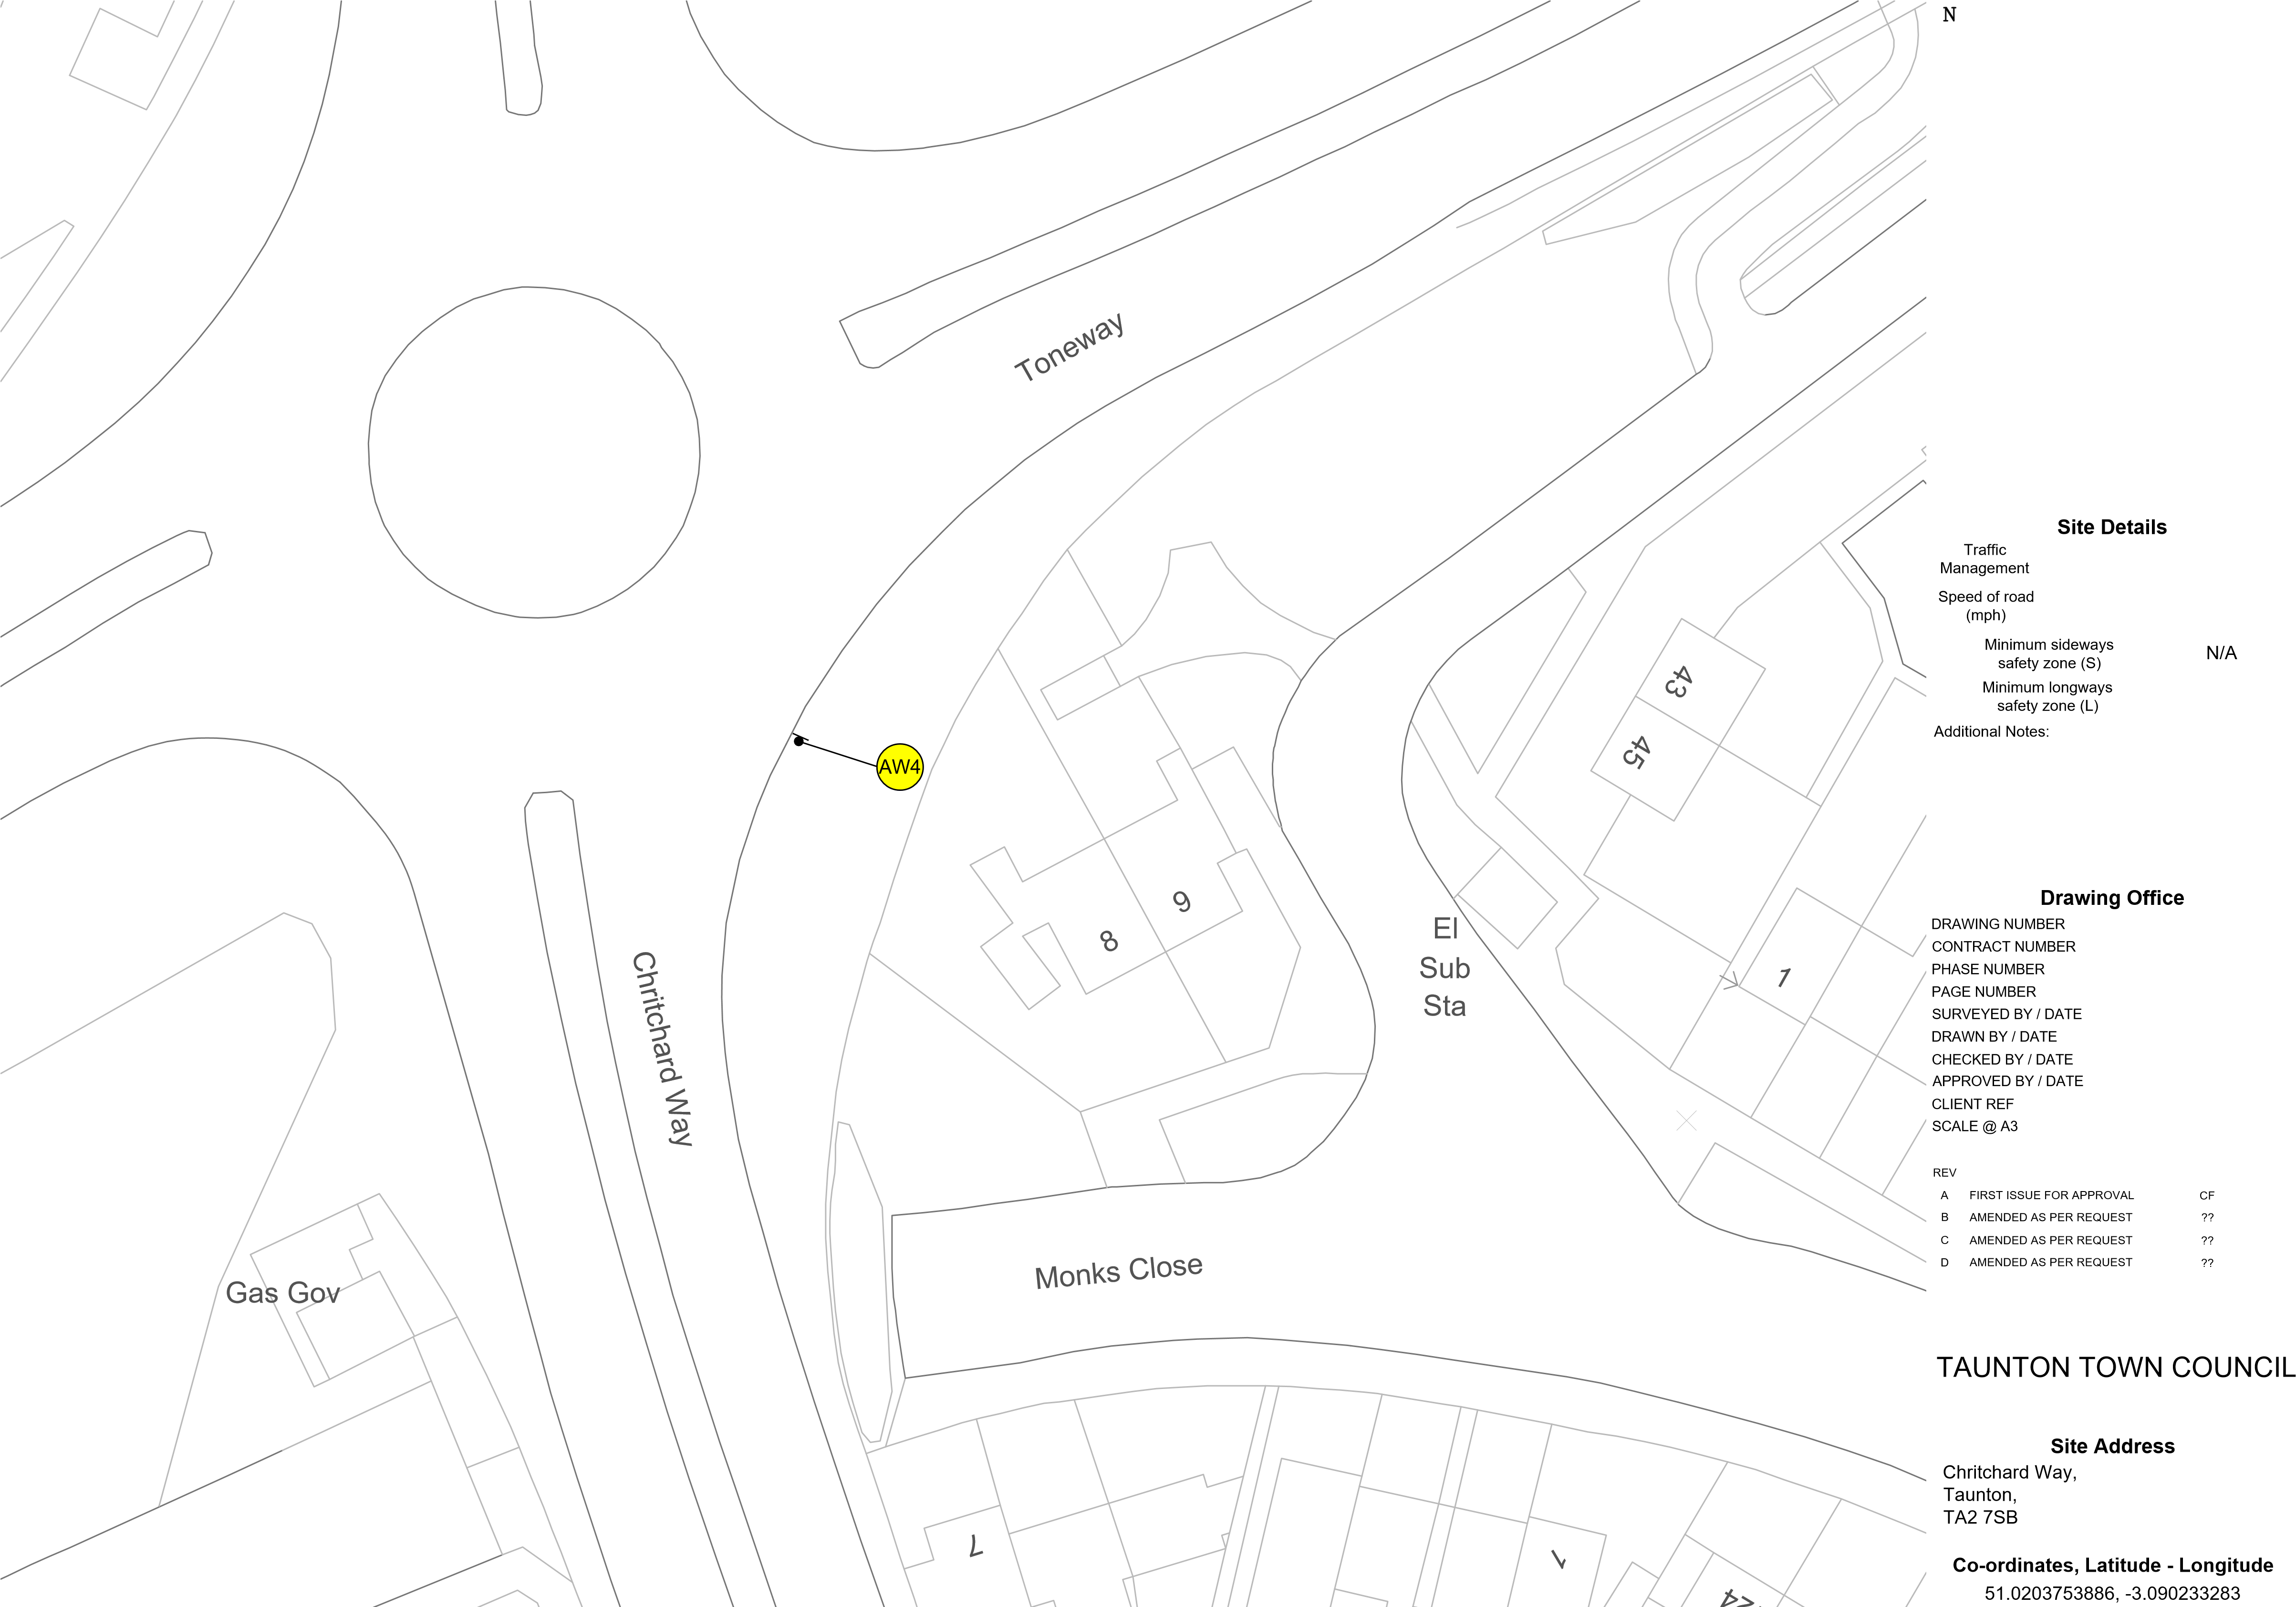 N
Toneway
AW4
43
45
9
8
El
Sub
Sta
1
Chritchard Way
Gas Gov
Monks Close
7
1
Site Details
Traffic
Management
Speed of road
(mph)
Minimum sideways
safety zone (S)
N/A
Minimum longways
safety zone (L)
Additional Notes:
Drawing Office
DRAWING NUMBER
CONTRACT NUMBER
PHASE NUMBER
PAGE NUMBER
SURVEYED BY / DATE
DRAWN BY / DATE
CHECKED BY / DATE
APPROVED BY / DATE
CLIENT REF
SCALE @ A3
REV
A FIRST ISSUE FOR APPROVAL CF
B AMENDED AS PER REQUEST ??
C AMENDED AS PER REQUEST ??
D AMENDED AS PER REQUEST ??
TAUNTON TOWN COUNCIL
Site Address
Chritchard Way,
Taunton,
TA2 7SB
Co-ordinates, Latitude - Longitude
51.0203753886, -3.090233283